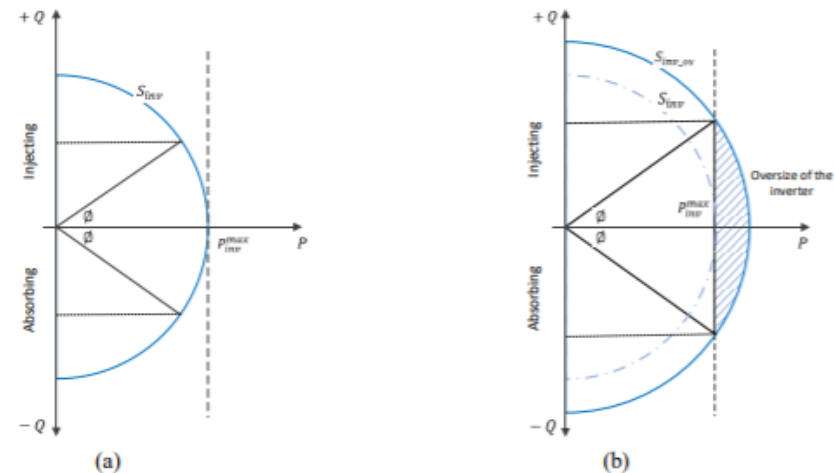 + Q
S_inv
Injecting
Ø
Ø
P_inv^max
P
Absorbing
− Q
(a)
+ Q
S_inv_ov
S_inv
Injecting
Oversize of the
inverter
Ø
P_inv^max
Ø
P
Absorbing
− Q
(b)